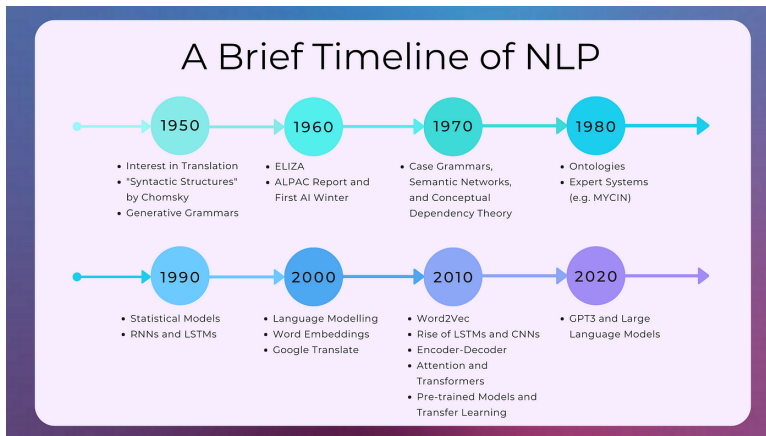 A Brief Timeline of NLP
1950
• Interest in Translation
• "Syntactic Structures"
by Chomsky
• Generative Grammars
1960
• ELIZA
• ALPAC Report and
First AI Winter
1970
• Case Grammars,
Semantic Networks,
and Conceptual
Dependency Theory
1980
• Ontologies
• Expert Systems
(e.g. MYCIN)
1990
• Statistical Models
• RNNs and LSTMs
2000
• Language Modelling
• Word Embeddings
• Google Translate
2010
• Word2Vec
• Rise of LSTMs and CNNs
• Encoder-Decoder
• Attention and
Transformers
• Pre-trained Models and
Transfer Learning
2020
• GPT3 and Large
Language Models